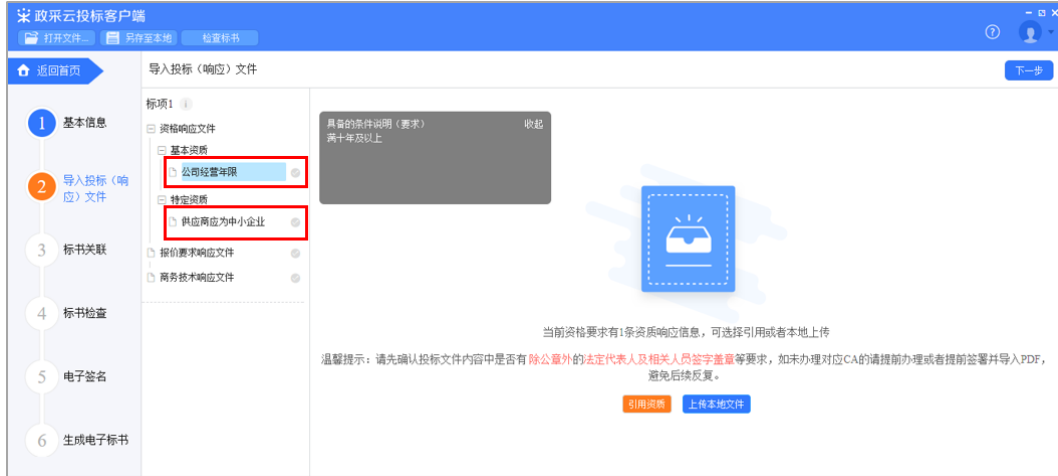 政采云投标客户端
打开文件... 另存至本地 检查标书
返回首页
导入投标（响应）文件
下一步
标项1
资格响应文件
基本资质
公司经营年限
特定资质
供应商应为中小企业
报价要求响应文件
商务技术响应文件
1 基本信息
2 导入投标（响
应）文件
3 标书关联
4 标书检查
5 电子签名
6 生成电子标书
具备的条件说明（要求） 收起
满十年及以上
当前资格要求有1条资质响应信息，可选择引用或者本地上传
温馨提示：请先确认投标文件内容中是否有除公章外的法定代表人及相关人员签字盖章等要求，如未办理对应CA的请提前办理或者提前签署并导入PDF，
避免后续反复。
引用资质 上传本地文件